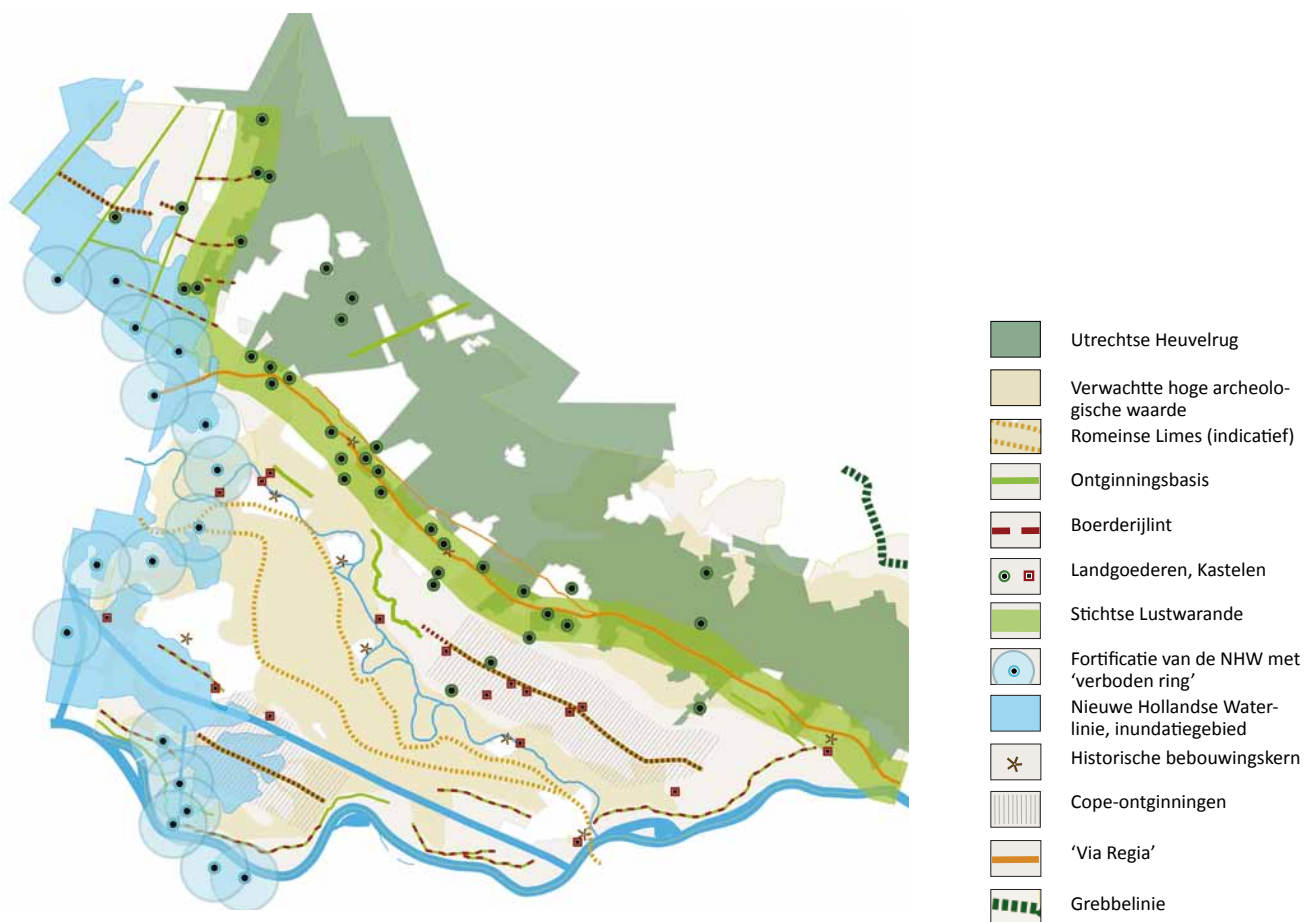 Utrechtse Heuvelrug
Verwachtte hoge archeolo-
gische waarde
Romeinse Limes (indicatief)
Ontginningsbasis
Boerderijlint
Landgoederen, Kastelen
Stichtse Lustwarande
Fortificatie van de NHW met
‘verboden ring’
Nieuwe Hollandse Water-
linie, inundatiegebied
Historische bebouwingskern
Cope-ontginningen
‘Via Regia’
Grebbelinie